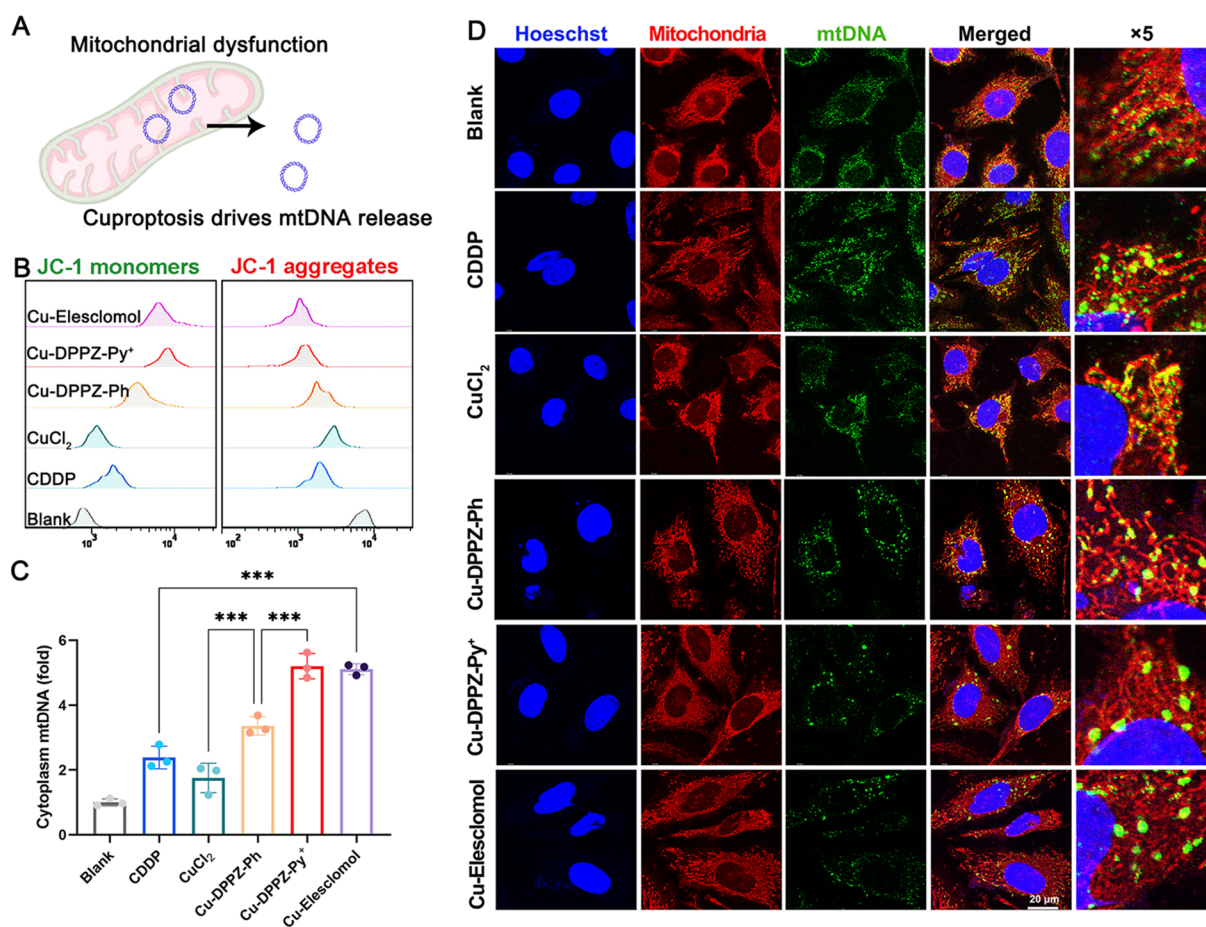 A
Mitochondrial dysfunction
Cuproptosis drives mtDNA release
B
JC-1 monomers
JC-1 aggregates
Cu-Elesclomol
Cu-DPPZ-Py⁺
Cu-DPPZ-Ph
CuCl₂
CDDP
Blank
10³ 10⁴ 10² 10³ 10⁴
C
***
*** ***
Cytoplasm mtDNA (fold)
6
4
2
0
Blank
CDDP
CuCl₂
Cu-DPPZ-Ph
Cu-DPPZ-Py⁺
Cu-Elesclomol
D
Hoeschst Mitochondria mtDNA Merged ×5
Blank
CDDP
CuCl₂
Cu-DPPZ-Ph
Cu-DPPZ-Py⁺
Cu-Elesclomol
20 μm